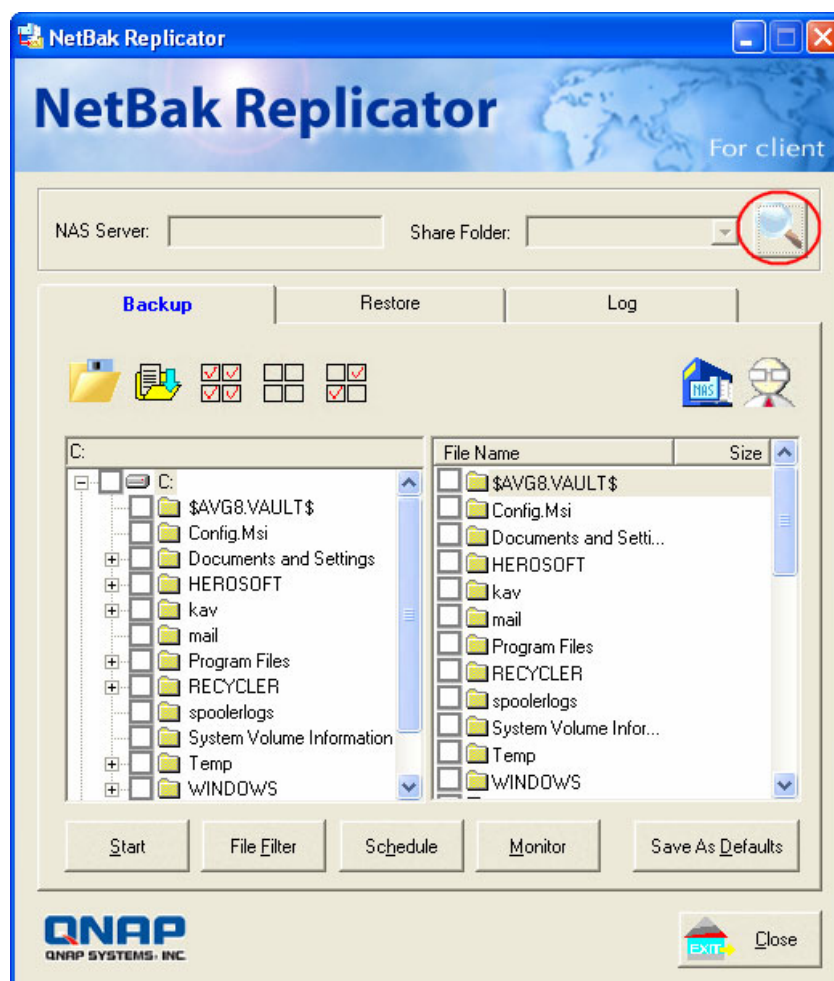 NetBak Replicator
NetBak Replicator
For client
NAS Server:
Share Folder:
Backup
Restore
Log
NAS
C:
C:
$AVG8.VAULT$
Config.Msi
Documents and Settings
HEROSOFT
kav
mail
Program Files
RECYCLER
spoolerlogs
System Volume Information
Temp
WINDOWS
File Name
Size
$AVG8.VAULT$
Config.Msi
Documents and Setti...
HEROSOFT
kav
mail
Program Files
RECYCLER
spoolerlogs
System Volume Infor...
Temp
WINDOWS
Start
File Filter
Schedule
Monitor
Save As Defaults
QNAP
QNAP SYSTEMS, INC.
EXIT
Close